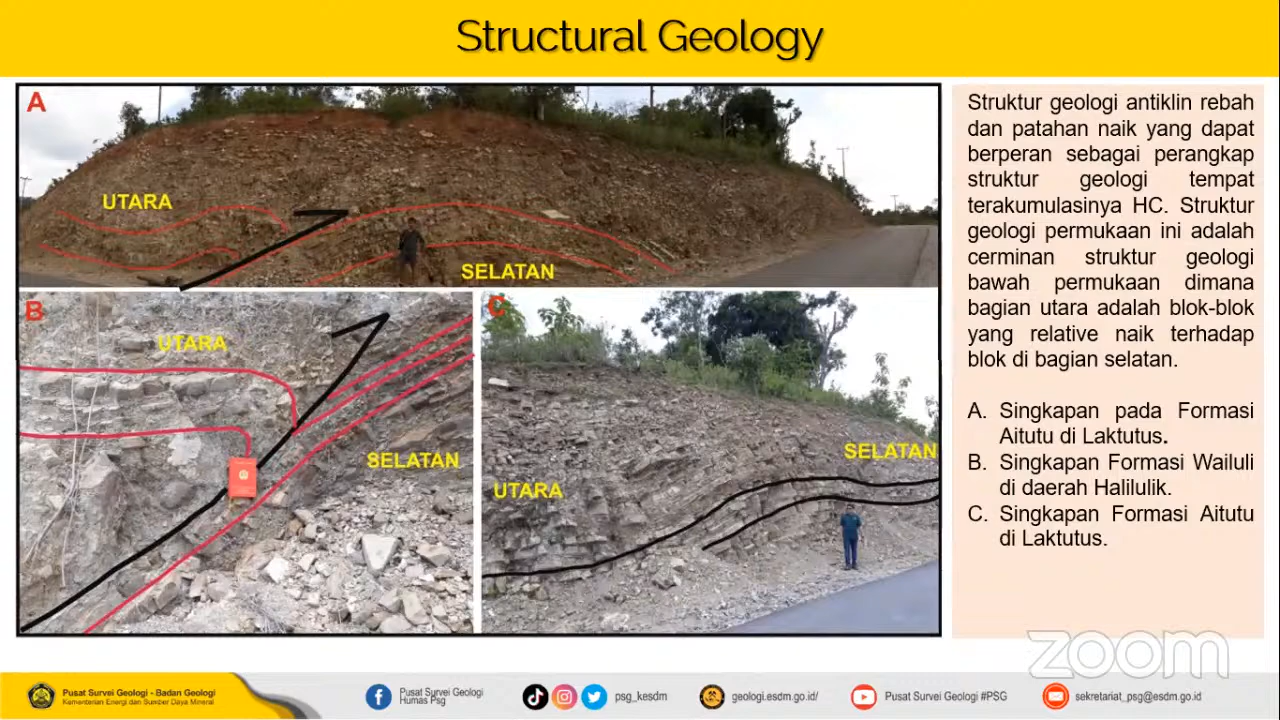 Structural Geology
A
UTARA
SELATAN
B
UTARA
SELATAN
C
UTARA
SELATAN
Struktur geologi antiklin rebah
dan patahan naik yang dapat
berperan sebagai perangkap
struktur geologi tempat
terakumulasinya HC. Struktur
geologi permukaan ini adalah
cerminan struktur geologi
bawah permukaan dimana
bagian utara adalah blok-blok
yang relative naik terhadap
blok di bagian selatan.
A. Singkapan pada Formasi
Aitutu di Laktutus.
B. Singkapan Formasi Wailuli
di daerah Halilulik.
C. Singkapan Formasi Aitutu
di Laktutus.
zoom
Pusat Survei Geologi - Badan Geologi
Kementerian Energi dan Sumber Daya Mineral
Pusat Survei Geologi
Humas Psg
psg_kesdm
geologi.esdm.go.id/
Pusat Survei Geologi #PSG
sekretariat_psg@esdm.go.id